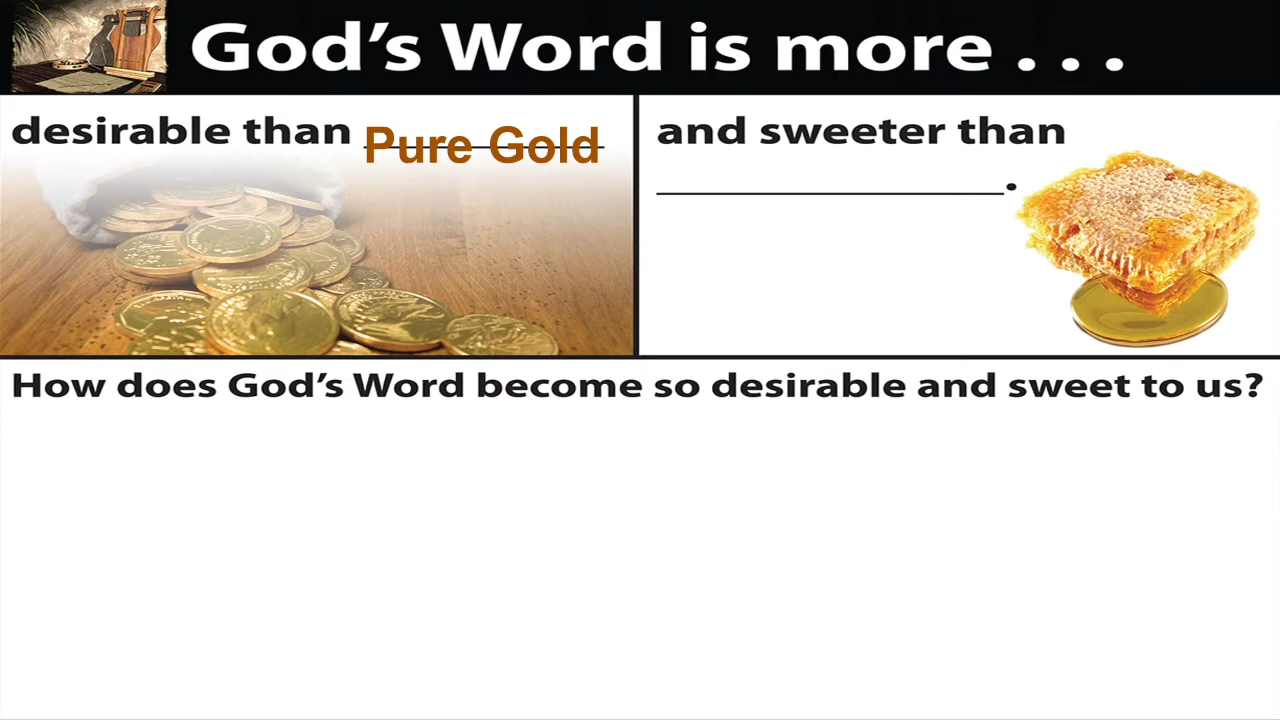 God's Word is more . . .
desirable than Pure Gold
and sweeter than
______________________.
How does God's Word become so desirable and sweet to us?